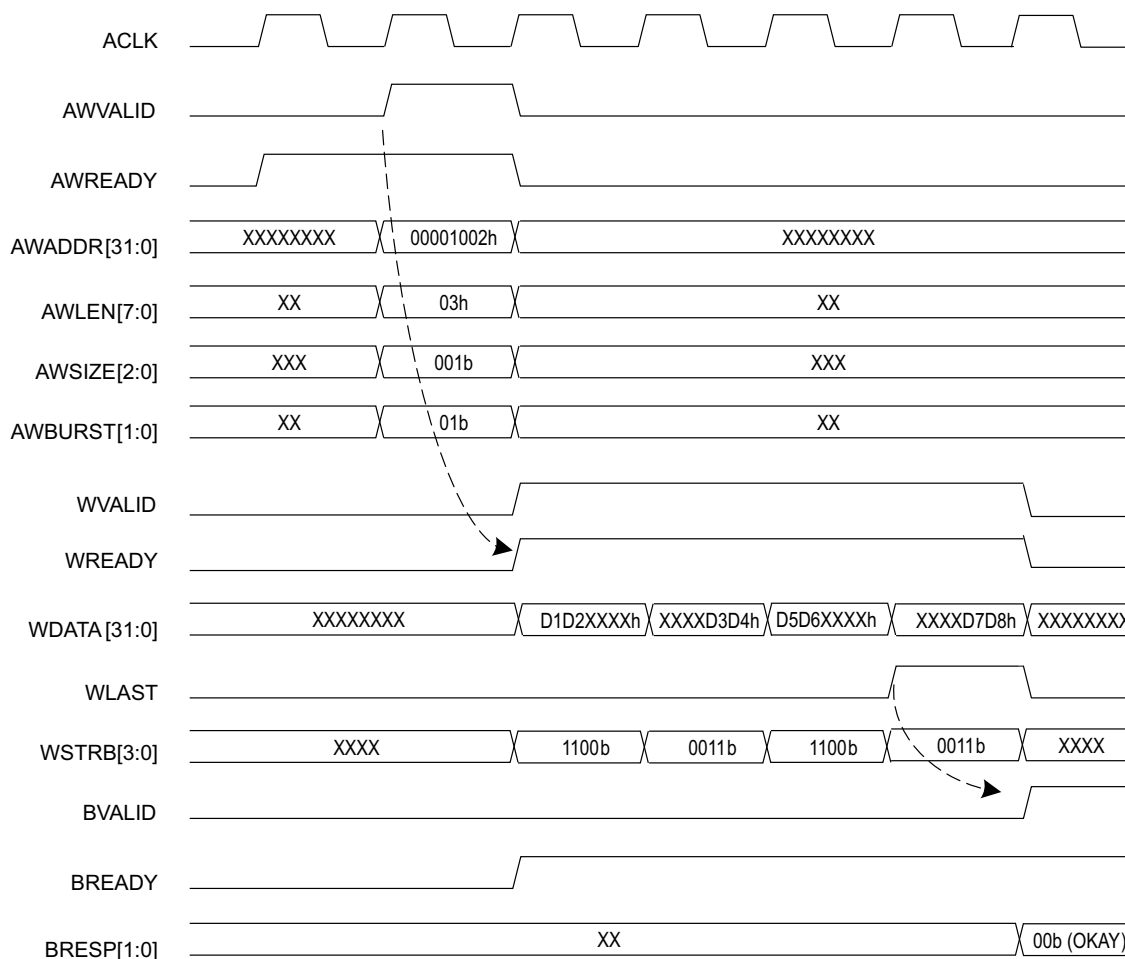 ACLK
AWVALID
AWREADY
AWADDR[31:0] XXXXXXXX 00001002h XXXXXXXX
AWLEN[7:0] XX 03h XX
AWSIZE[2:0] XXX 001b XXX
AWBURST[1:0] XX 01b XX
WVALID
WREADY
WDATA[31:0] XXXXXXXX D1D2XXXXh XXXXD3D4h D5D6XXXXh XXXXD7D8h XXXXXXXX
WLAST
WSTRB[3:0] XXXX 1100b 0011b 1100b 0011b XXXX
BVALID
BREADY
BRESP[1:0] XX 00b (OKAY)